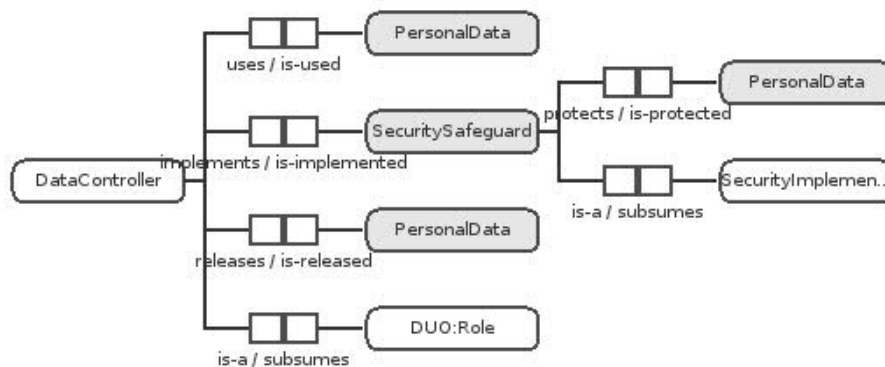 PersonalData
uses / is-used
PersonalData
SecuritySafeguard
protects / is-protected
implements / is-implemented
DataController
SecurityImplemen...
is-a / subsumes
PersonalData
releases / is-released
DUO:Role
is-a / subsumes